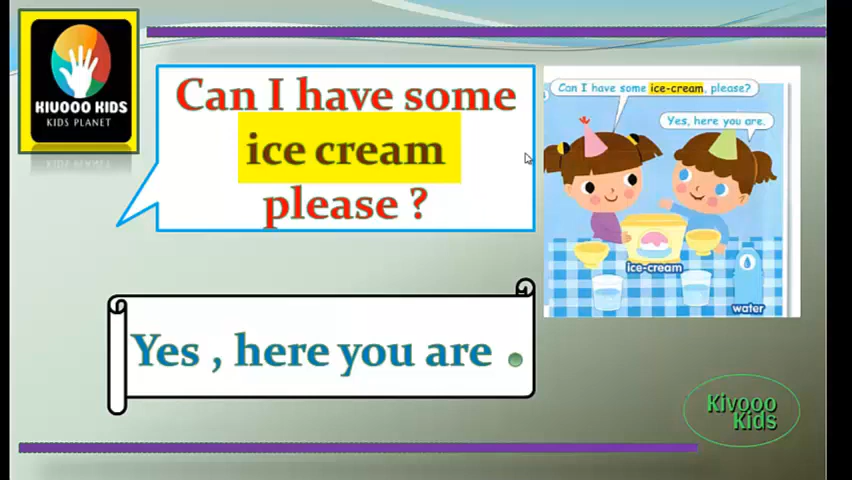 KIVOOO KIDS
KIDS PLANET
Can I have some
ice cream
please ?
Can I have some ice-cream, please?
Yes, here you are.
ice-cream
water
Yes , here you are .
Kivooo
Kids